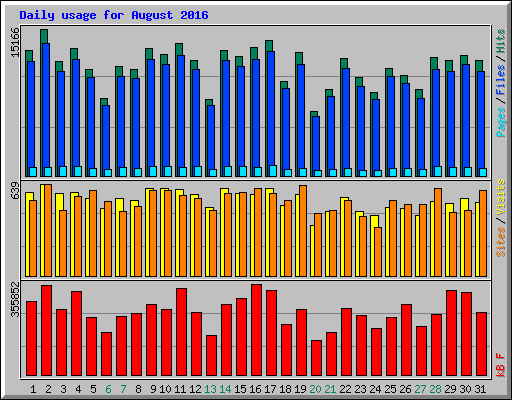 Daily usage for August 2016
15166
Pages / Files / Hits
639
Sites / Visits
355852
kB F
1 2 3 4 5 6 7 8 9 10 11 12 13 14 15 16 17 18 19 20 21 22 23 24 25 26 27 28 29 30 31